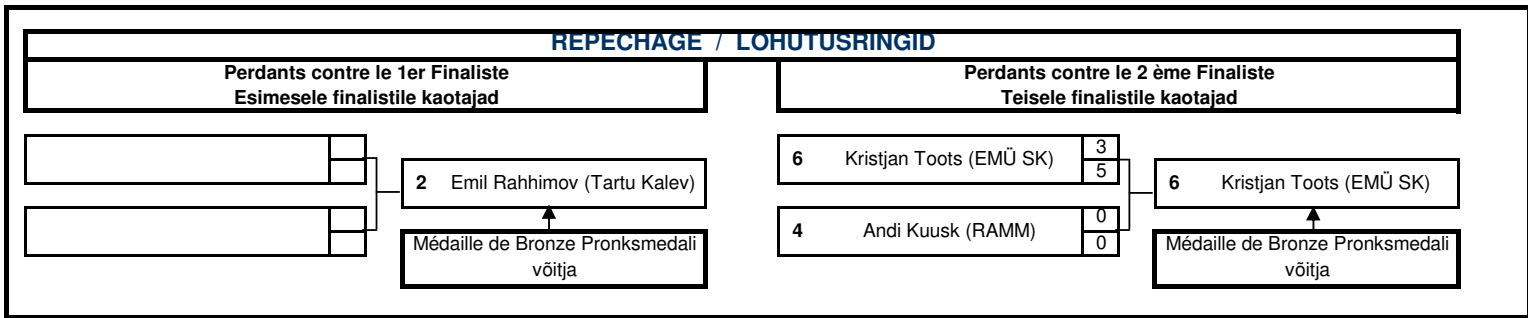 REPECHAGE / LOHUTUSRINGID
Perdants contre le 1er Finaliste
Esimesele finalistile kaotajad
Perdants contre le 2 ème Finaliste
Teisele finalistile kaotajad
2 Emil Rahhimov (Tartu Kalev)
Médaille de Bronze Pronksmedali
võitja
6 Kristjan Toots (EMÜ SK) 3
5
4 Andi Kuusk (RAMM) 0
0
6 Kristjan Toots (EMÜ SK)
Médaille de Bronze Pronksmedali
võitja